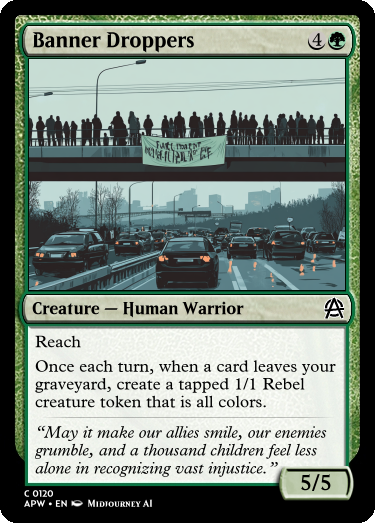 Banner Droppers 4
Creature — Human Warrior
Reach
Once each turn, when a card leaves your
graveyard, create a tapped 1/1 Rebel
creature token that is all colors.
“May it make our allies smile, our enemies
grumble, and a thousand children feel less
alone in recognizing vast injustice.”
5/5
C 0120
APW • EN Midjourney AI